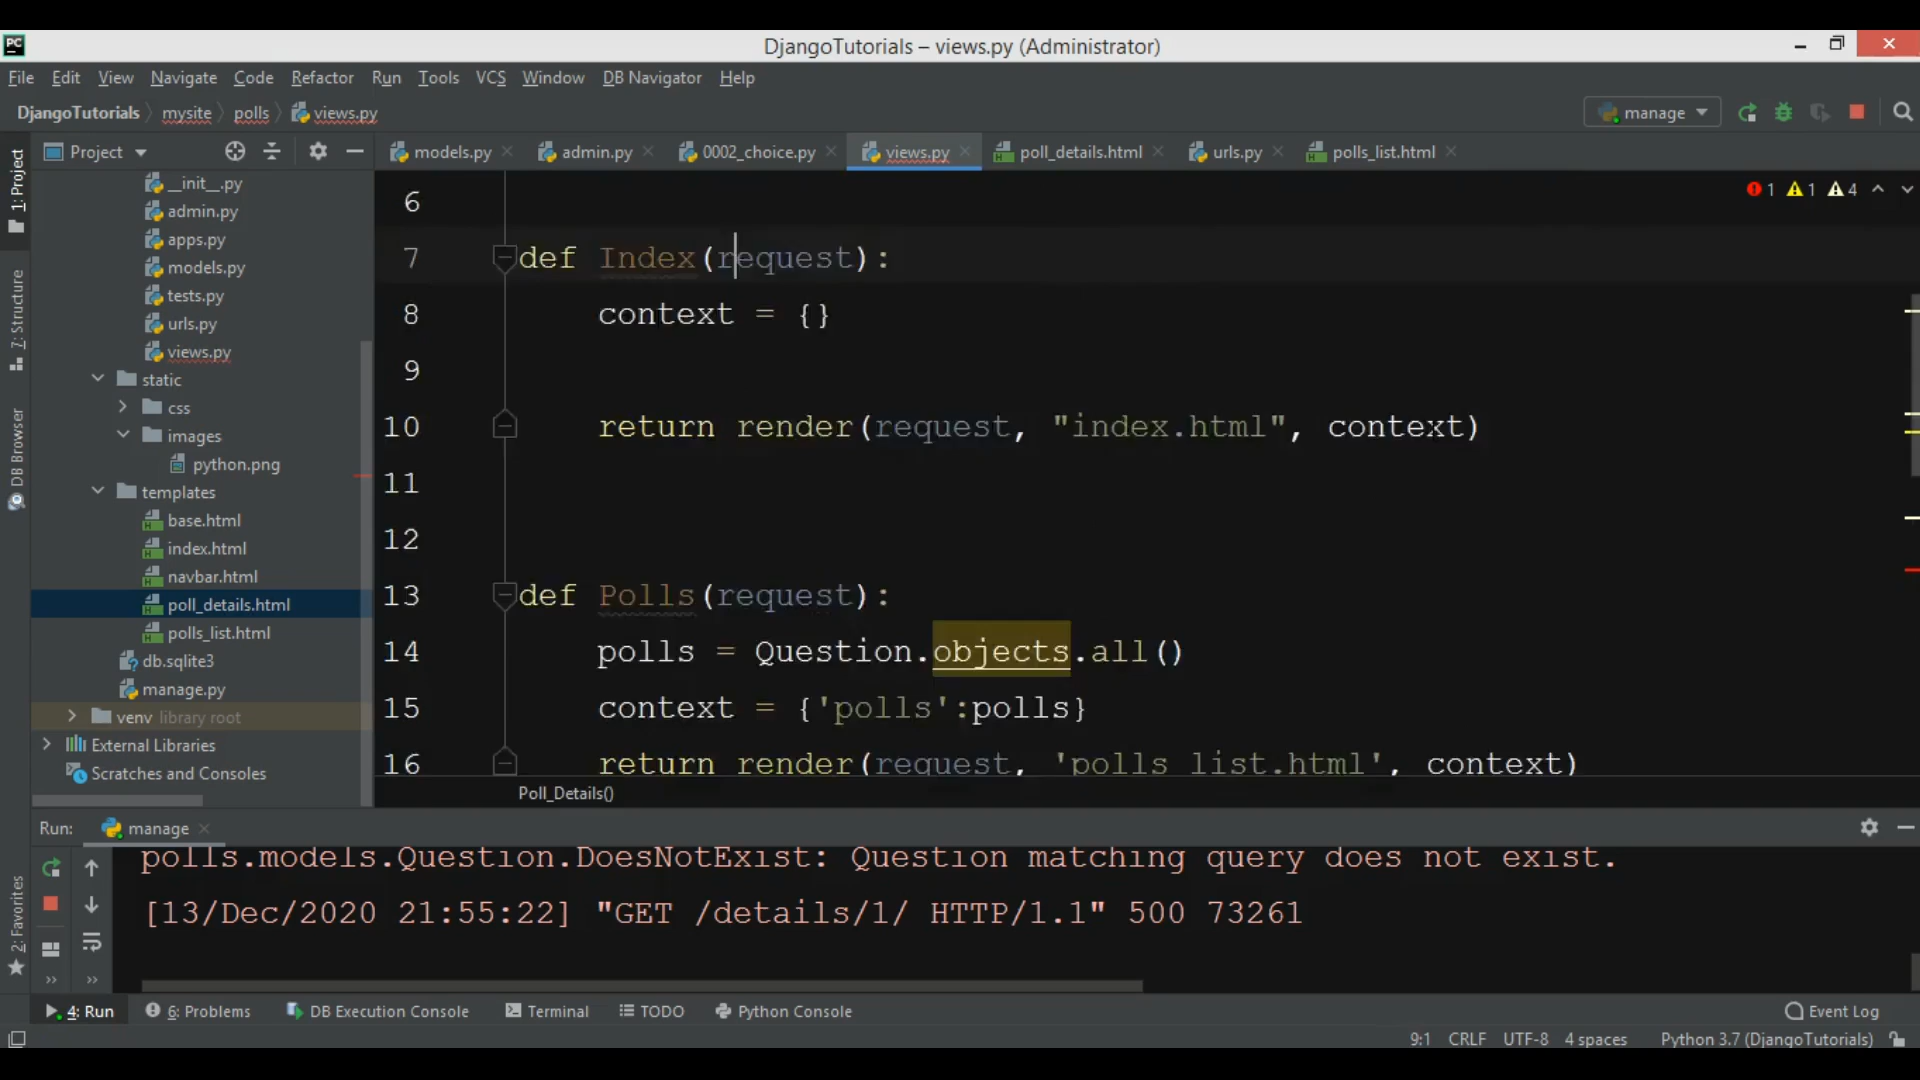 PC
DjangoTutorials – views.py (Administrator)
File Edit View Navigate Code Refactor Run Tools VCS Window DB Navigator Help
DjangoTutorials mysite polls views.py
manage
Project
models.py admin.py 0002_choice.py views.py poll_details.html urls.py polls_list.html
1: Project
7: Structure
DB Browser
2: Favorites
__init__.py
admin.py
apps.py
models.py
tests.py
urls.py
views.py
static
css
images
python.png
templates
base.html
index.html
navbar.html
poll_details.html
polls_list.html
db.sqlite3
manage.py
venv library root
External Libraries
Scratches and Consoles
1 1 4
6
7 def Index(request):
8 context = {}
9
10 return render(request, "index.html", context)
11
12
13 def Polls(request):
14 polls = Question.objects.all()
15 context = {'polls':polls}
16 return render(request, 'polls_list.html', context)
Poll_Details()
Run: manage
polls.models.Question.DoesNotExist: Question matching query does not exist.
[13/Dec/2020 21:55:22] "GET /details/1/ HTTP/1.1" 500 73261
4: Run 6: Problems DB Execution Console Terminal TODO Python Console Event Log
9:1 CRLF UTF-8 4 spaces Python 3.7 (DjangoTutorials)